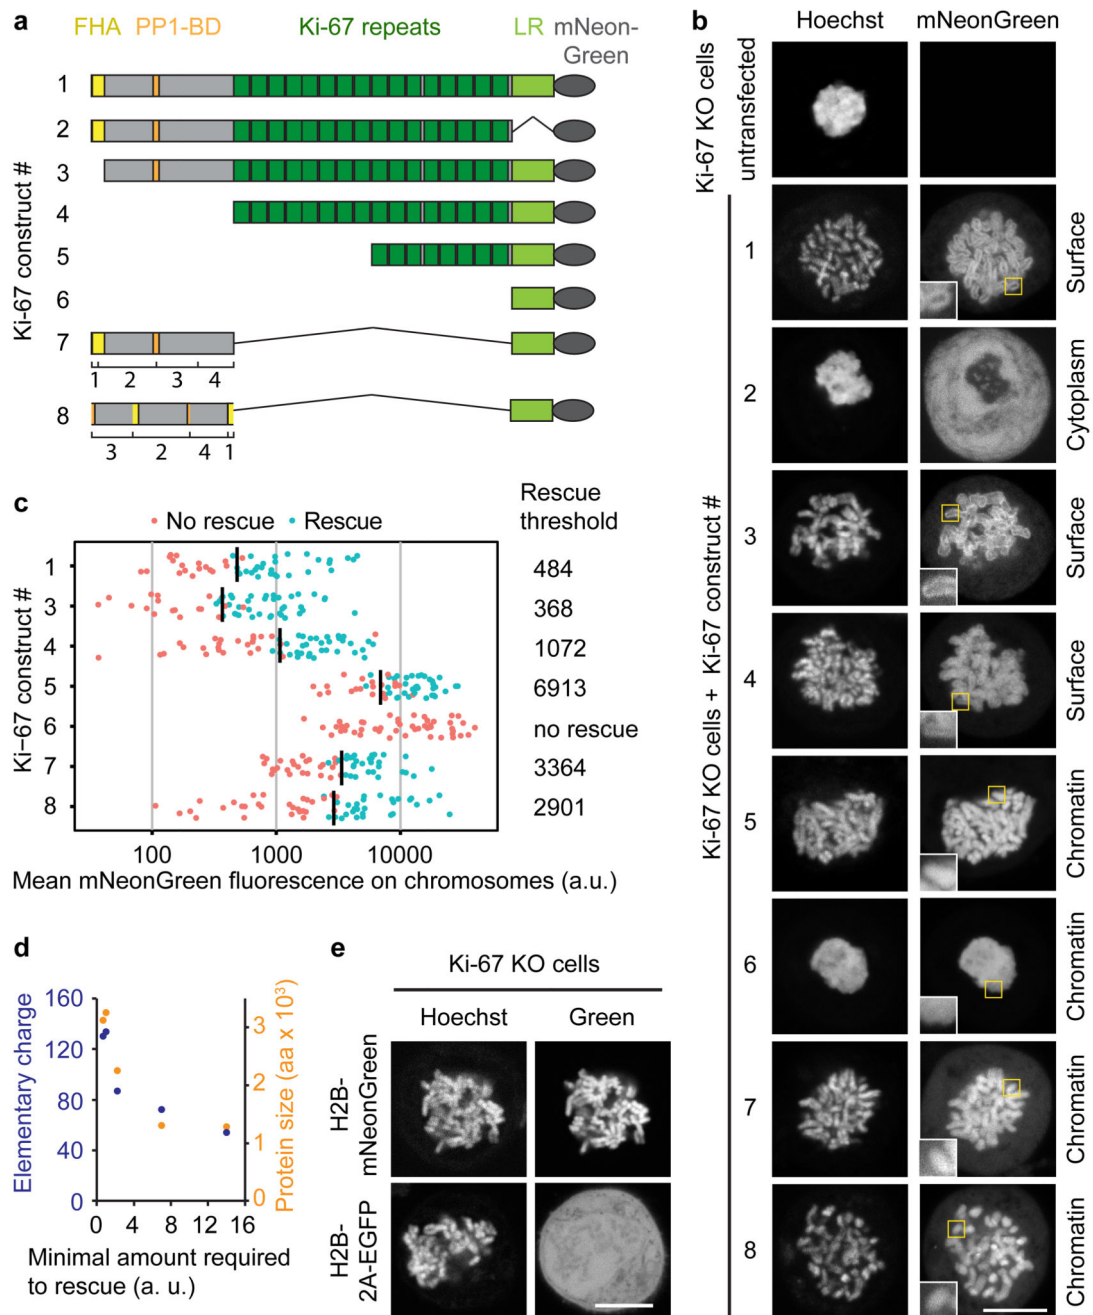 a
FHA PP1-BD Ki-67 repeats LR mNeon-
Green
Ki-67 construct #
1
2
3
4
5
6
7
1 2 3 4
8
3 2 4 1
b
Hoechst mNeonGreen
Ki-67 KO cells
untransfected
Ki-67 KO cells + Ki-67 construct #
1 Surface
2 Cytoplasm
3 Surface
4 Surface
5 Chromatin
6 Chromatin
7 Chromatin
8 Chromatin
c
No rescue Rescue
Rescue
threshold
Ki−67 construct #
1 484
3 368
4 1072
5 6913
6 no rescue
7 3364
8 2901
100 1000 10000
Mean mNeonGreen fluorescence on chromosomes (a.u.)
d
Elementary charge
160
120
80
40
0
Protein size (aa x 10³)
3
2
1
0
0 4 8 12 16
Minimal amount required
to rescue (a. u.)
e
Ki-67 KO cells
Hoechst Green
H2B-
mNeonGreen
H2B-
2A-EGFP